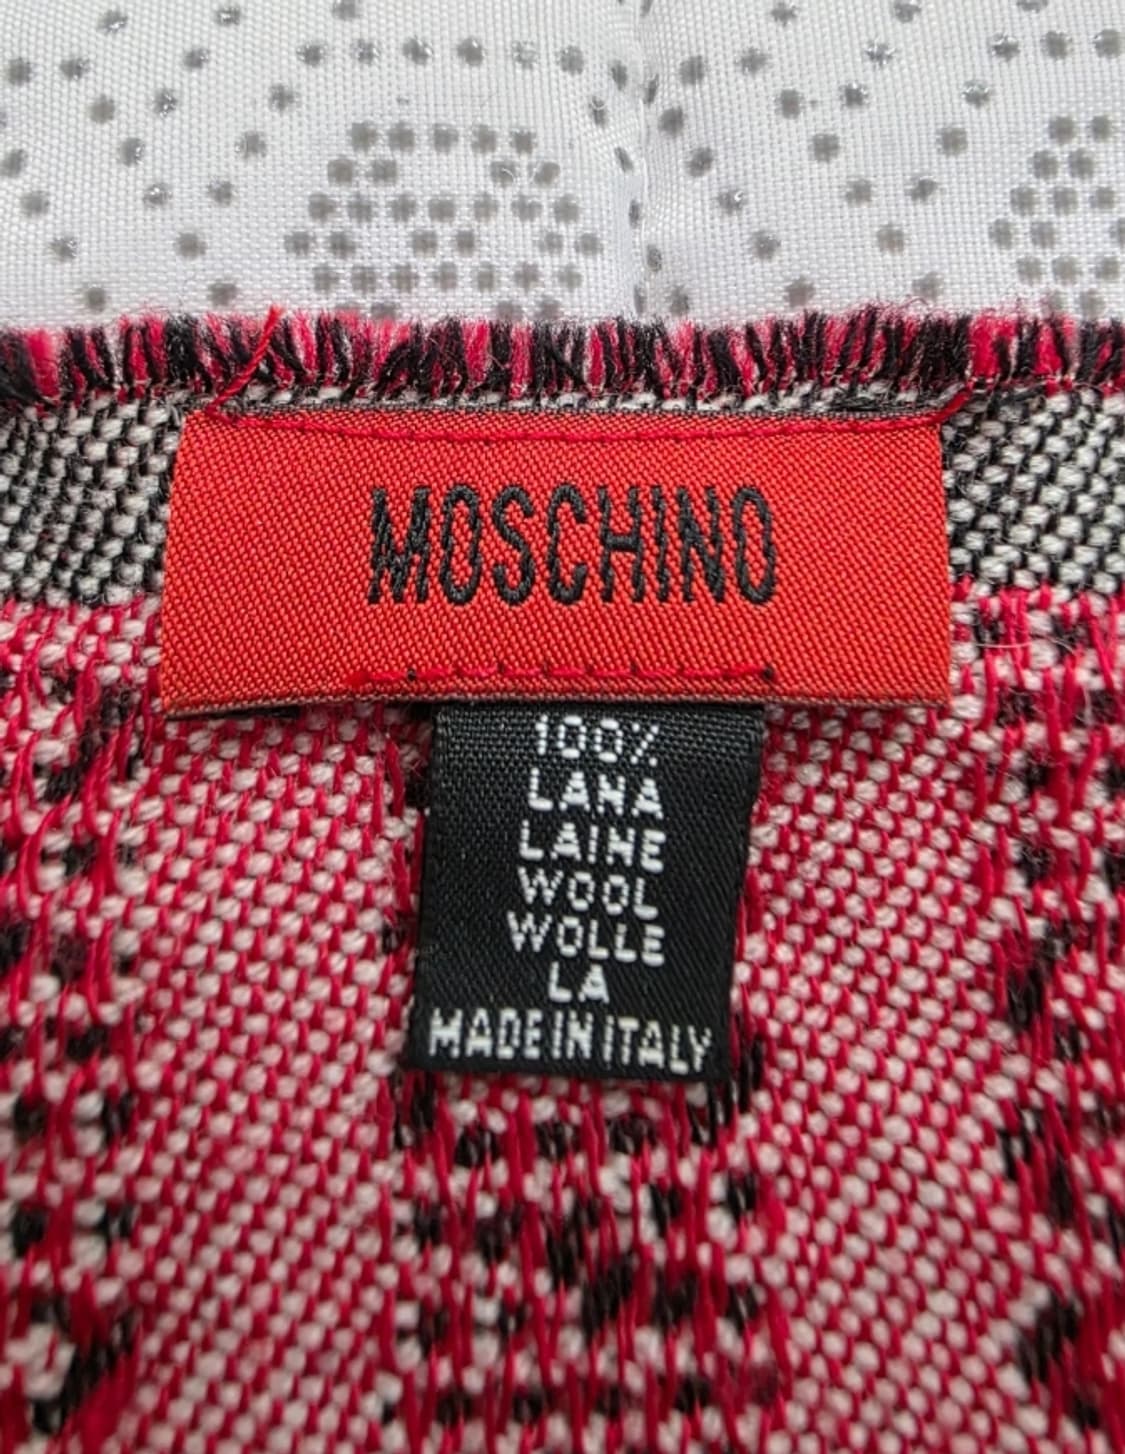 MOSCHINO
100%
LANA
LAINE
WOOL
WOLLE
LA
MADE IN ITALY